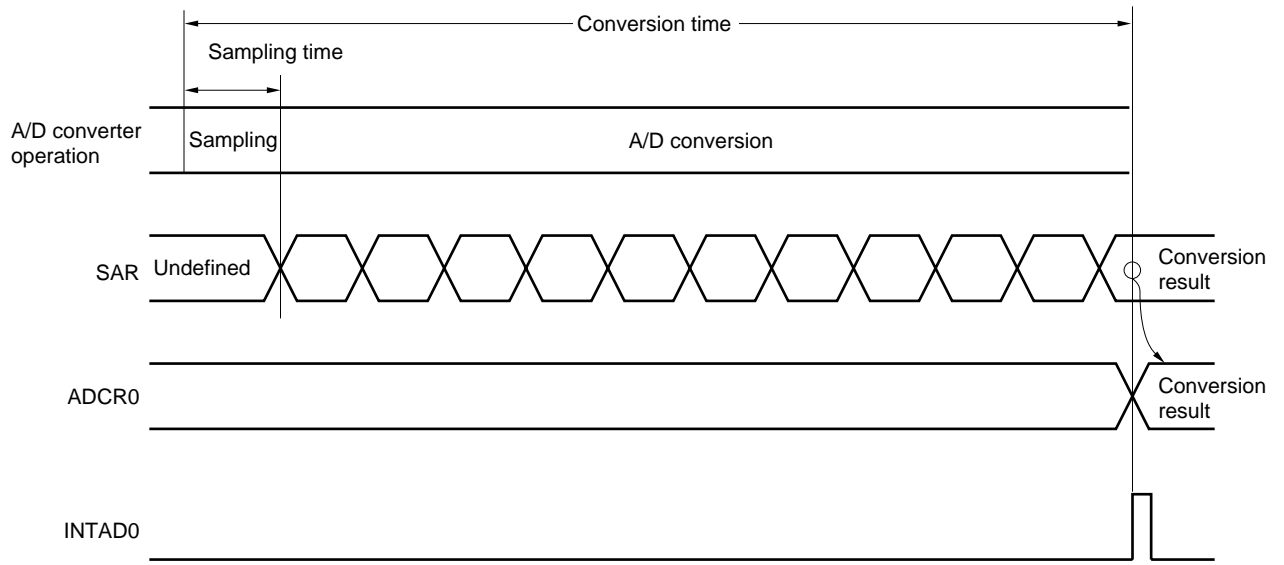 Conversion time
Sampling time
A/D converter
operation
Sampling
A/D conversion
SAR
Undefined
Conversion
result
ADCR0
Conversion
result
INTAD0